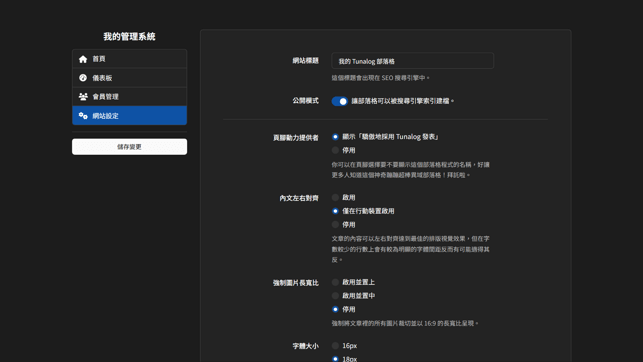 我的管理系統
首頁
儀表板
會員管理
網站設定
儲存變更
網站標題
我的 Tunalog 部落格
這個標題會出現在 SEO 搜尋引擎中。
公開模式
讓部落格可以被搜尋引擎索引建檔。
頁腳動力提供者
顯示「驕傲地採用 Tunalog 發表」
停用
你可以在頁腳選擇要不要顯示這個部落格程式的名稱，好讓
更多人知道這個神奇蹦蹦超棒異域部落格！拜託啦。
內文左右對齊
啟用
僅在行動裝置啟用
停用
文章的內容可以左右對齊達到最佳的排版視覺效果，但在字
數較少的行數上會有較為明顯的字體間距反而有可能適得其
反。
強制圖片長寬比
啟用並置上
啟用並置中
停用
強制將文章裡的所有圖片裁切並以 16:9 的長寬比呈現。
字體大小
16px
18px